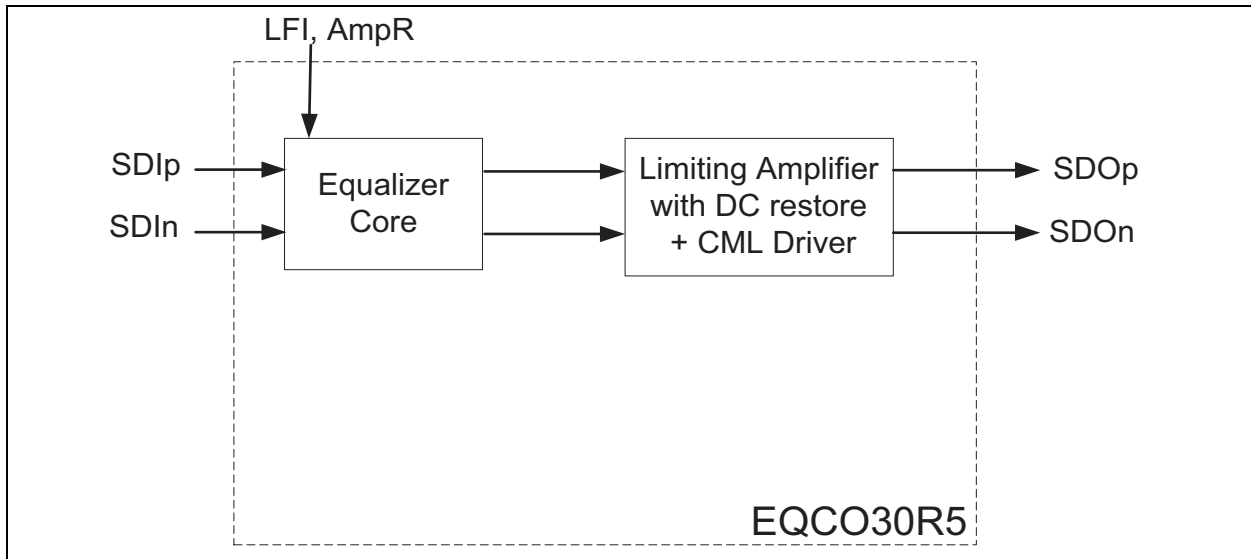 LFI, AmpR
SDIp
SDIn
Equalizer
Core
Limiting Amplifier
with DC restore
+ CML Driver
SDOp
SDOn
EQCO30R5